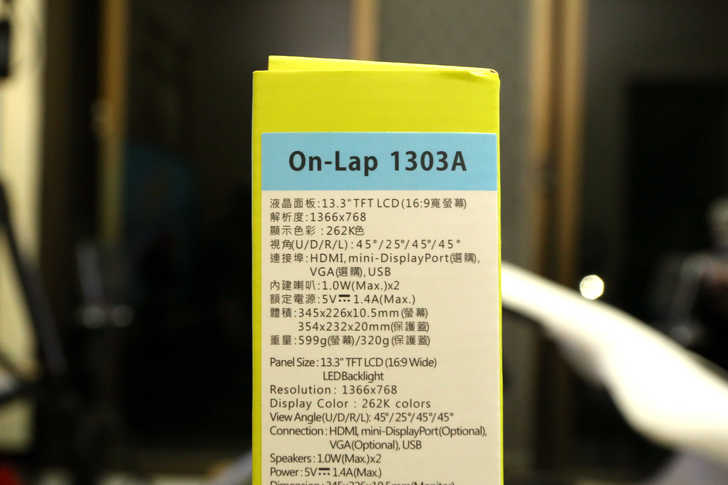 On-Lap 1303A
液晶面板:13.3"TFT LCD(16:9寬螢幕)
解析度:1366x768
顯示色彩:262K色
視角(U/D/R/L):45°/25°/45°/45°
連接埠:HDMI,mini-DisplayPort(選購),
VGA(選購),USB
內建喇叭:1.0W(Max.)x2
額定電源:5V⎓1.4A(Max.)
體積:345x226x10.5mm(螢幕)
354x232x20mm(保護蓋)
重量:599g(螢幕)/320g(保護蓋)
Panel Size : 13.3" TFT LCD (16:9 Wide)
LED Backlight
Resolution : 1366x768
Display Color : 262K colors
View Angle(U/D/R/L): 45°/25°/45°/45°
Connection : HDMI, mini-DisplayPort(Optional),
VGA(Optional), USB
Speakers : 1.0W(Max.)x2
Power : 5V⎓1.4A(Max.)
Dimension : 345x226x10.5mm(Monitor)